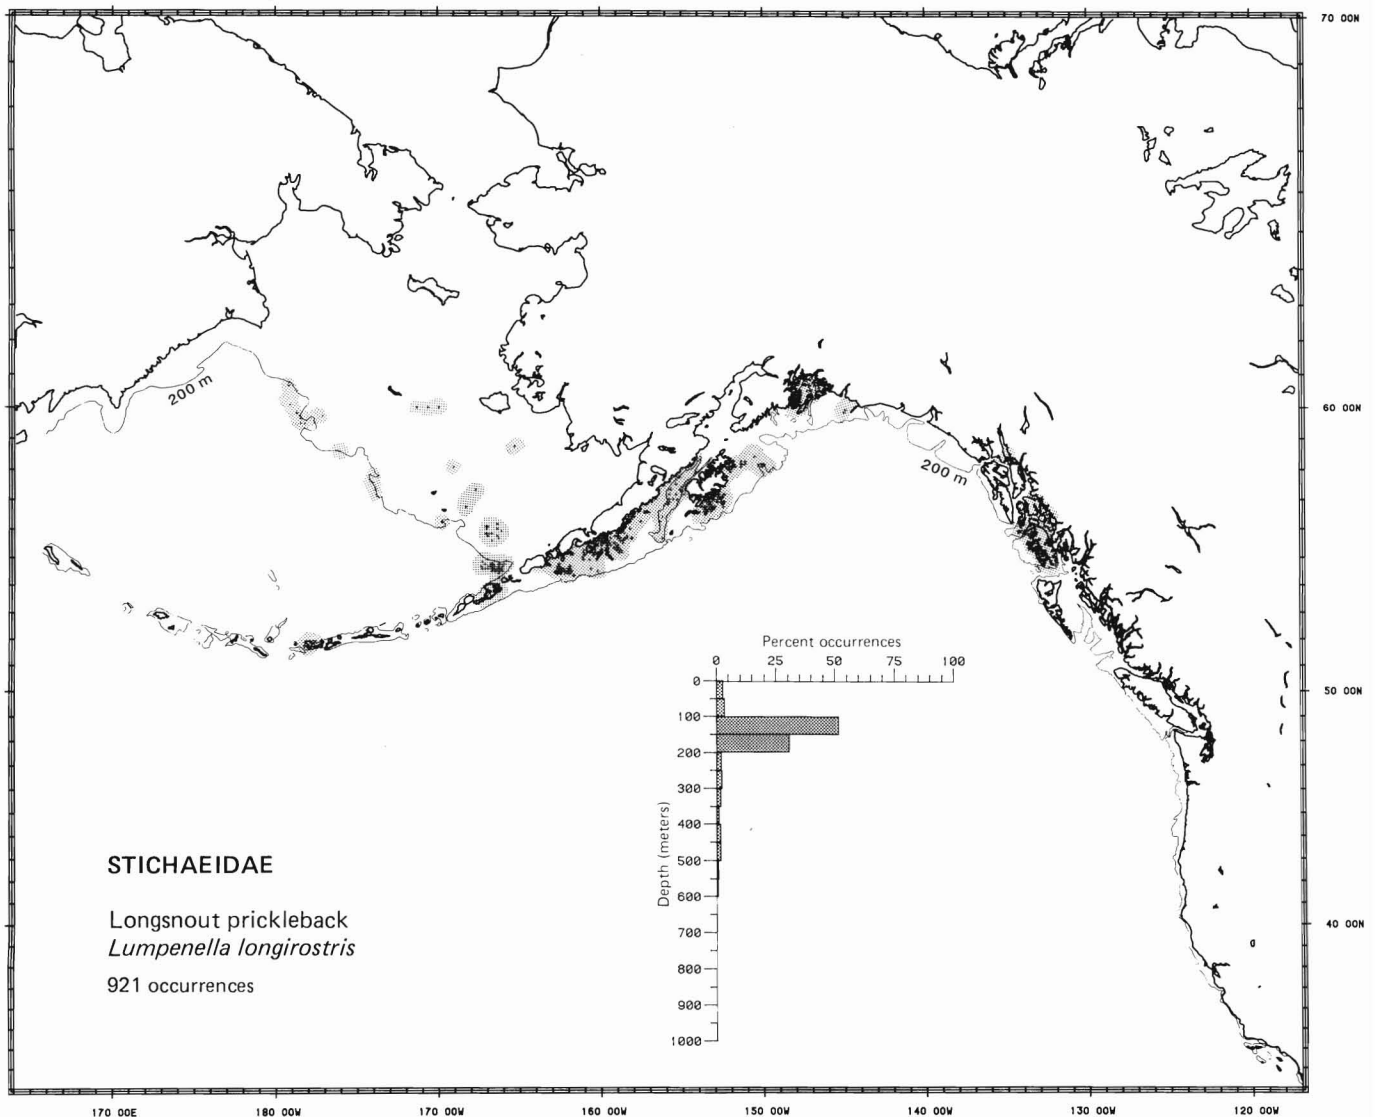 70 00N
200 m
60 00N
200 m
Percent occurrences
0 25 50 75 100
0
100
200
300
400
500
600
700
800
900
1000
Depth (meters)
50 00N
STICHAEIDAE
Longsnout prickleback
Lumpenella longirostris
921 occurrences
40 00N
170 00E 180 00W 170 00W 160 00W 150 00W 140 00W 130 00W 120 00W